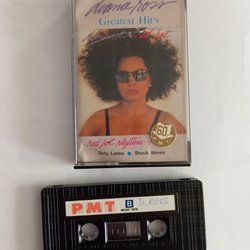 diana ross
Greatest Hit's
red hot rhythm
Dirty Looks Shock Waves
60
PMT
B
D. ROSS